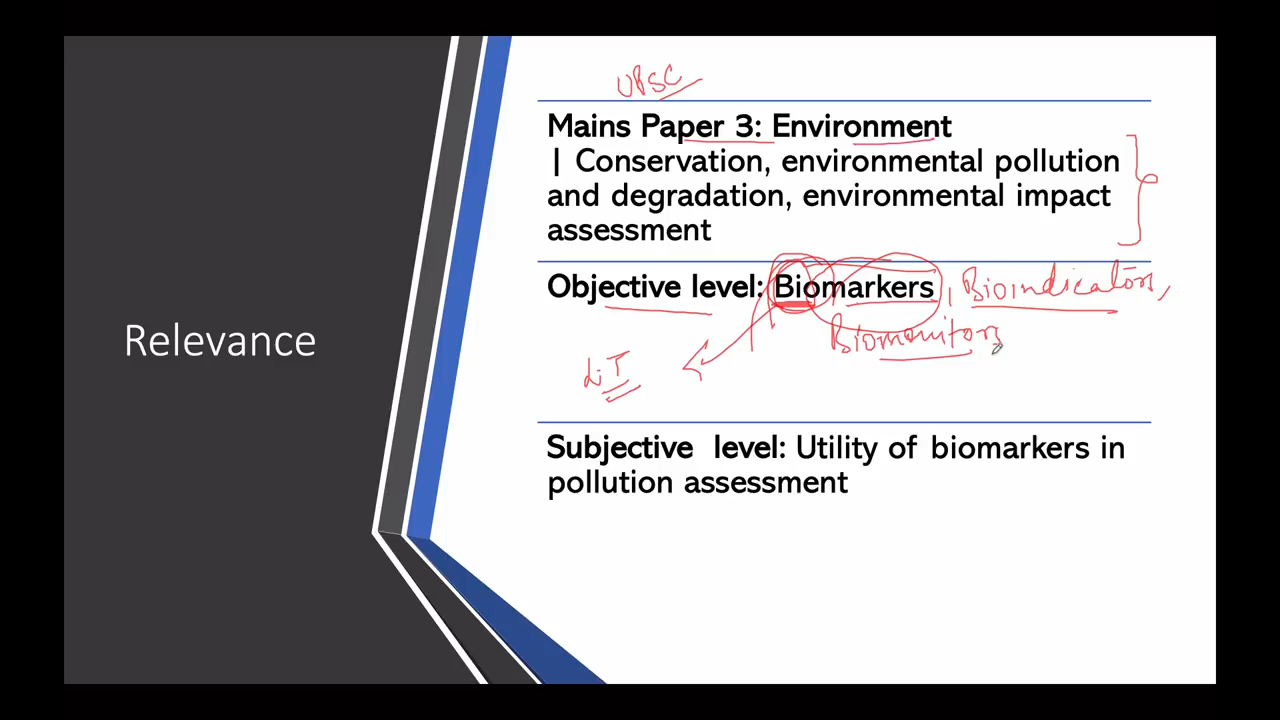 UPSC
Mains Paper 3: Environment
| Conservation, environmental pollution
and degradation, environmental impact
assessment
Objective level: Biomarkers, Bioindicators,
Biomonitors
Relevance
Subjective level: Utility of biomarkers in
pollution assessment